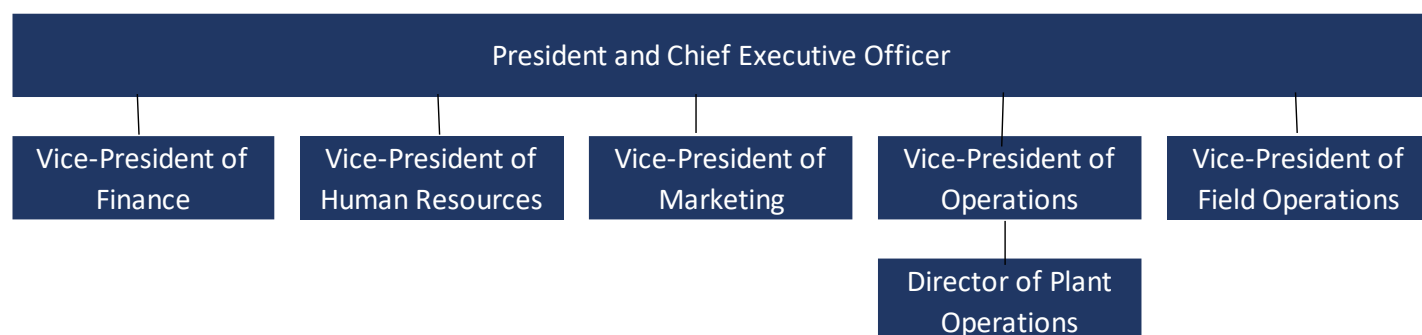 President and Chief Executive Officer
Vice-President of
Finance
Vice-President of
Human Resources
Vice-President of
Marketing
Vice-President of
Operations
Vice-President of
Field Operations
Director of Plant
Operations